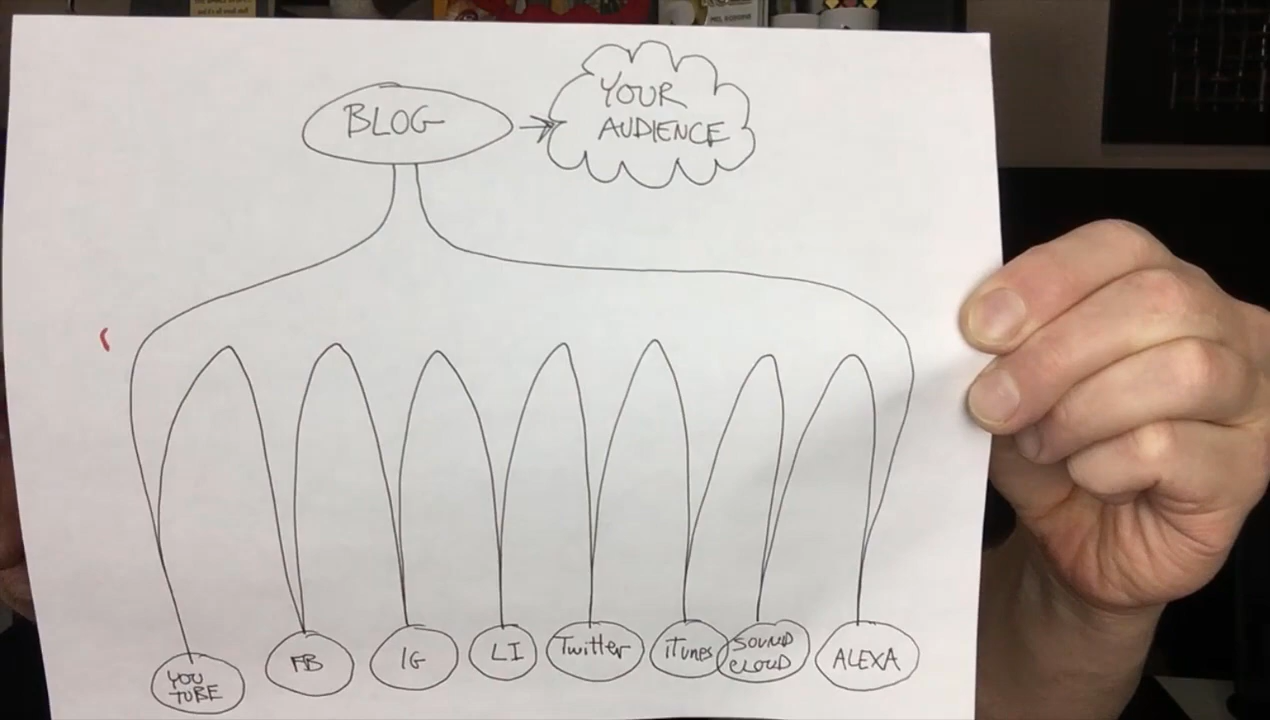 BLOG
YOUR
AUDIENCE
YOU
TUBE
FB
IG
LI
Twitter
iTunes
SOUND
CLOUD
ALEXA